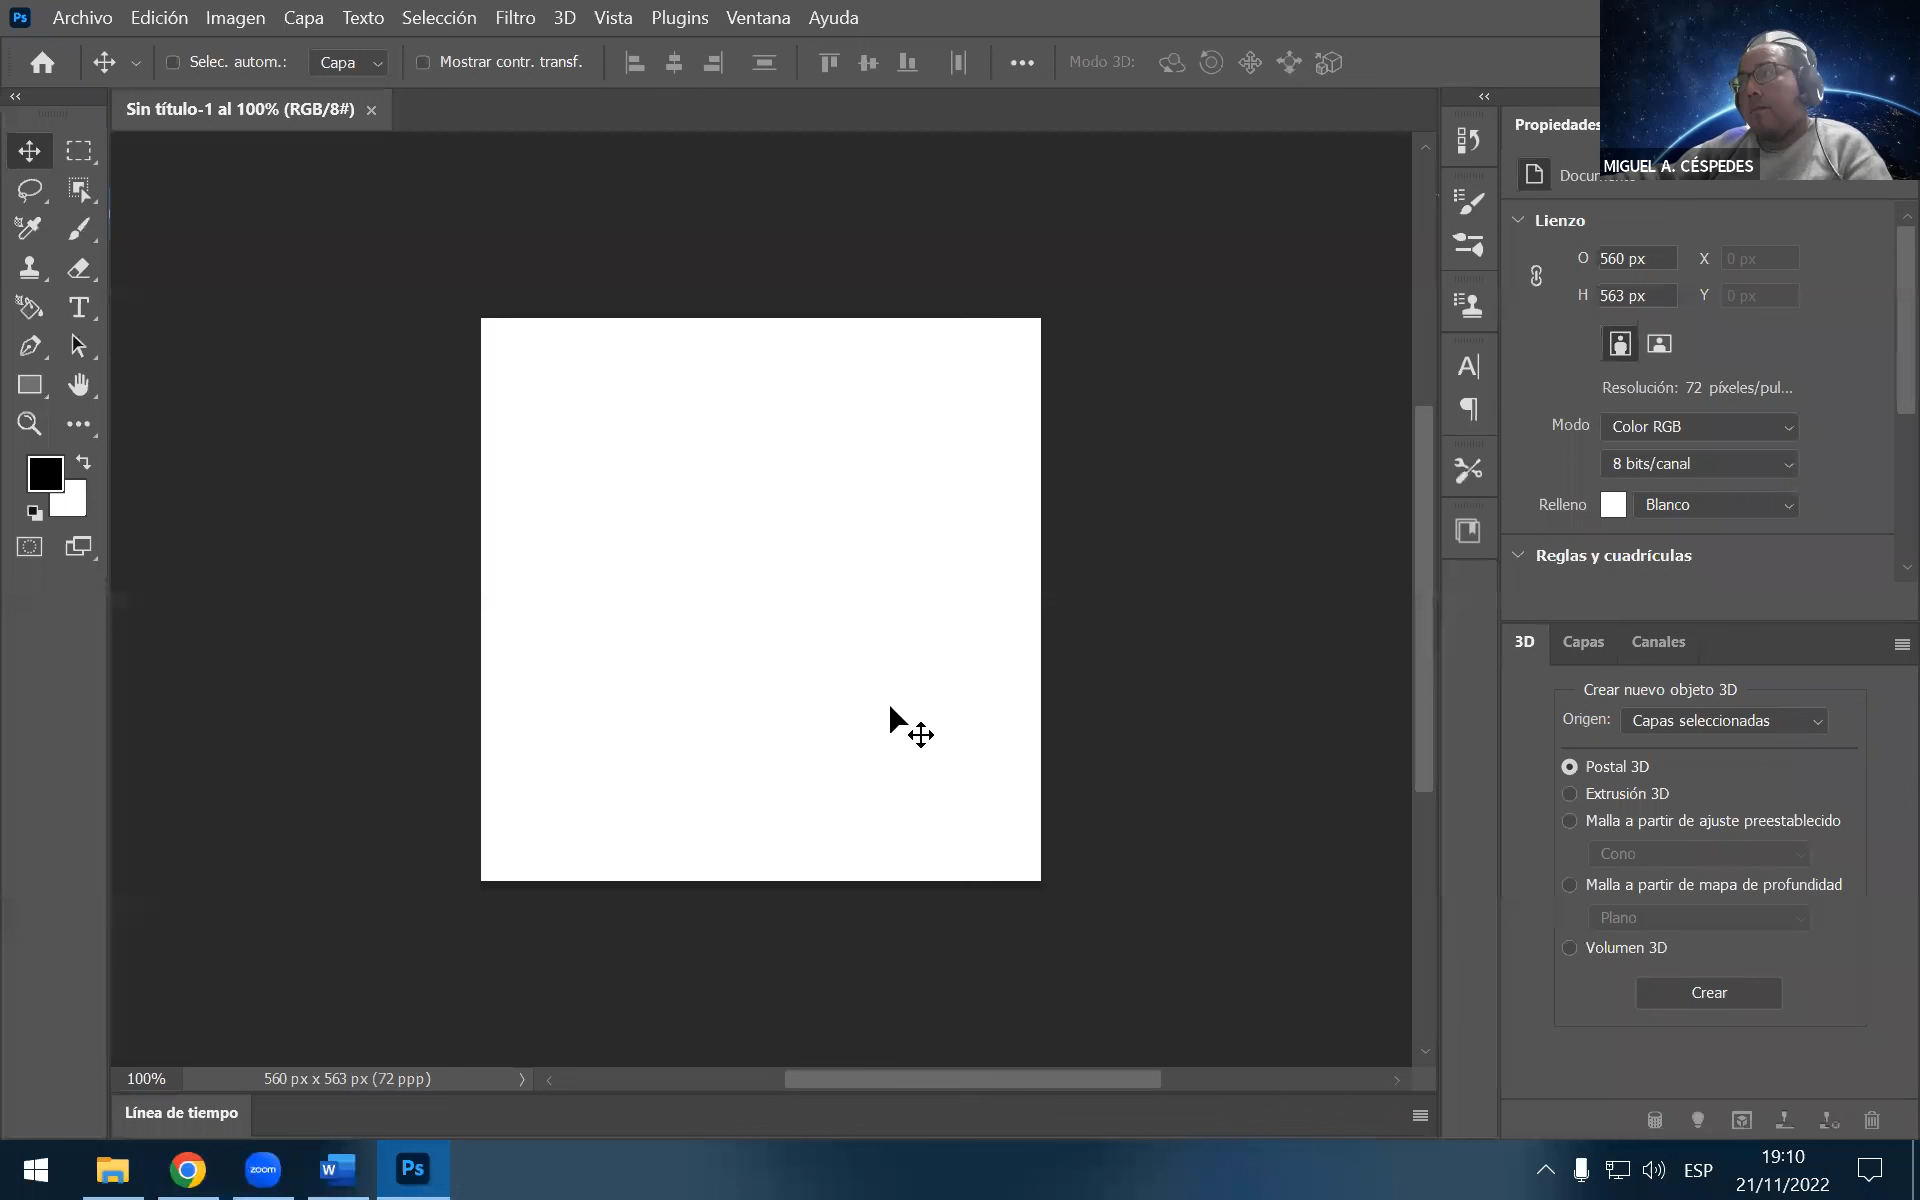 Ps Archivo Edición Imagen Capa Texto Selección Filtro 3D Vista Plugins Ventana Ayuda
Selec. autom.: Capa Mostrar contr. transf. Modo 3D:
Sin título-1 al 100% (RGB/8#) ×
Propiedades
MIGUEL A. CÉSPEDES
Lienzo
O 560 px X 0 px
H 563 px Y 0 px
Resolución: 72 píxeles/pul...
Modo Color RGB
8 bits/canal
Relleno Blanco
Reglas y cuadrículas
3D Capas Canales
Crear nuevo objeto 3D
Origen: Capas seleccionadas
Postal 3D
Extrusión 3D
Malla a partir de ajuste preestablecido
Cono
Malla a partir de mapa de profundidad
Plano
Volumen 3D
Crear
100% 560 px x 563 px (72 ppp)
Línea de tiempo
zoom W Ps ESP
19:10
21/11/2022